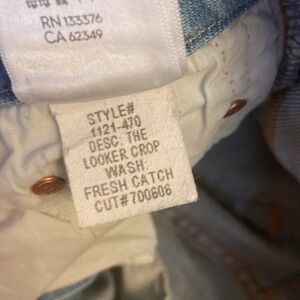 RN 133376
CA 62349
STYLE#
1121-470
DESC: THE
LOOKER CROP
WASH:
FRESH CATCH
CUT#700606